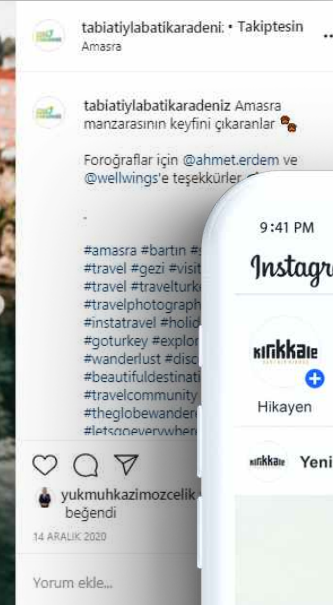 tabiatiylabatikaradeni: • Takiptesin
Amasra
tabiatiylabatikaradeniz Amasra
manzarasının keyfini çıkaranlar
Foroğraflar için @ahmet.erdem ve
@wellwings'e teşekkürler
.
#amasra #bartın
#travel #gezi #visit
#travel #travelturk
#travelphotograph
#instatravel #holid
#goturkey #explor
#wanderlust #disc
#beautifuldestinati
#travelcommunity
#theglobewander
#letsgoeverywher
yukmuhkazimozcelik
beğendi
14 ARALIK 2020
Yorum ekle...
9:41 PM
Instagr
kırıkkale
Hikayen
kırıkkale Yeni